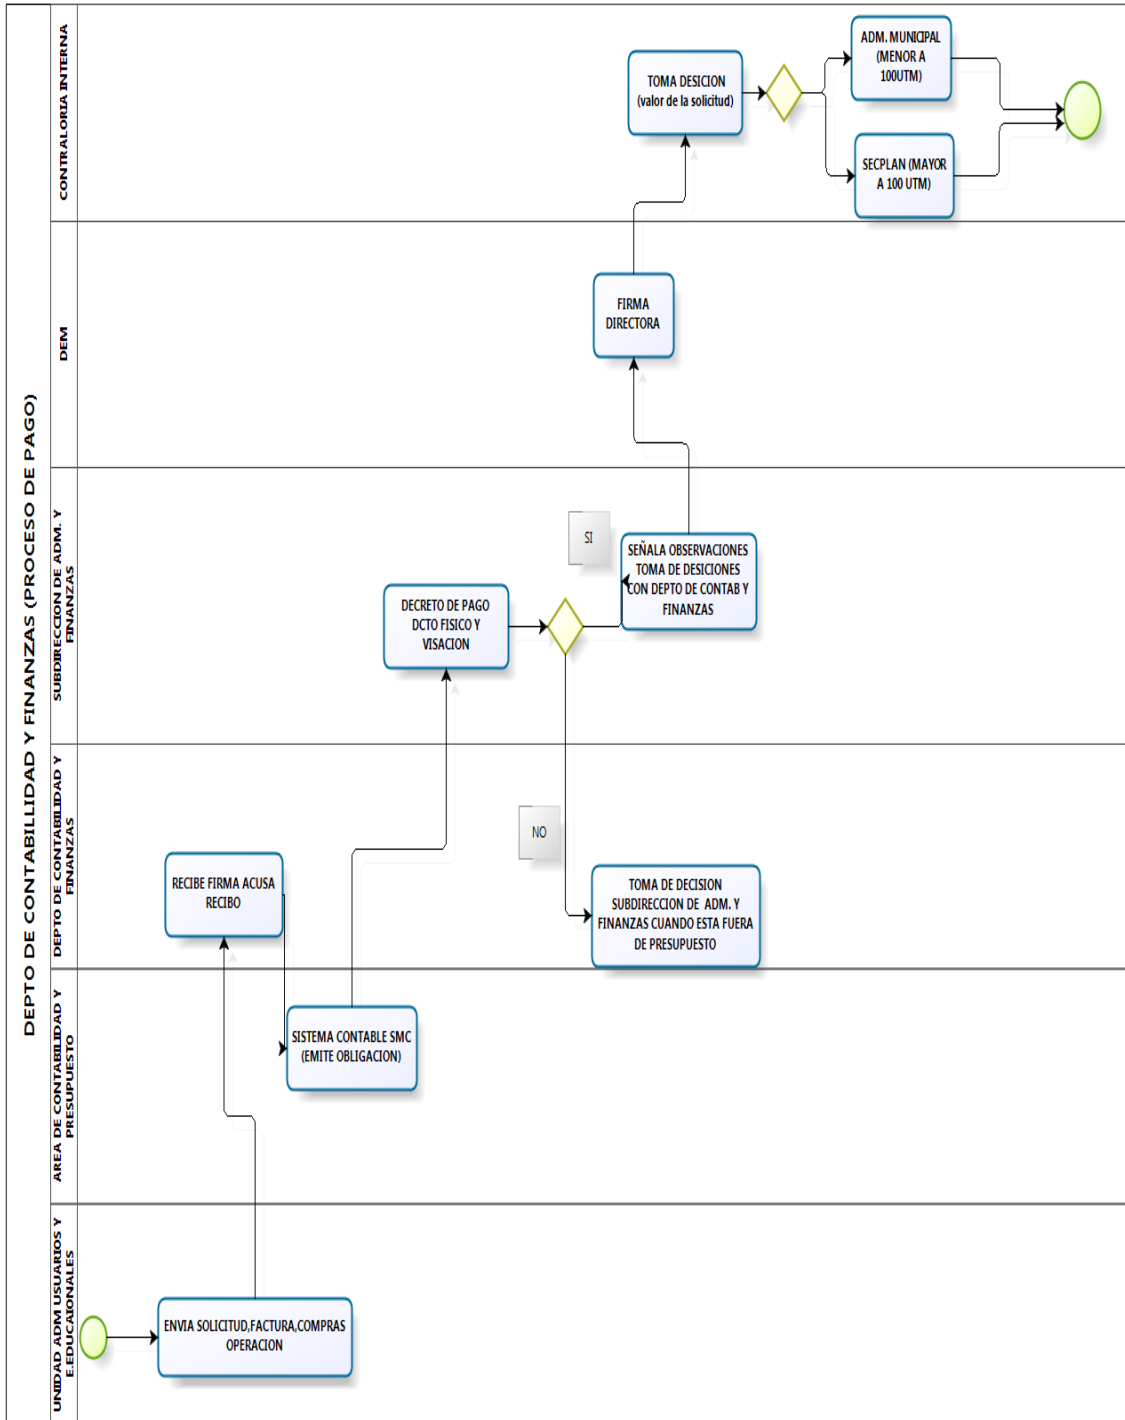 DEPTO DE CONTABILLIDAD Y FINANZAS (PROCESO DE PAGO)
CONTRALORIA INTERNA
TOMA DESICION
(valor de la solicitud)
ADM. MUNICIPAL
(MENOR A
100UTM)
SECPLAN (MAYOR
A 100 UTM)
DEM
FIRMA
DIRECTORA
SUBDIRECCION DE ADM. Y
FINANZAS
DECRETO DE PAGO
DCTO FISICO Y
VISACION
SI
SEÑALA OBSERVACIONES
TOMA DE DESICIONES
CON DEPTO DE CONTAB Y
FINANZAS
DEPTO DE CONTABILIDAD Y
FINANZAS
RECIBE FIRMA ACUSA
RECIBO
NO
TOMA DE DECISION
SUBDIRECCION DE ADM. Y
FINANZAS CUANDO ESTA FUERA
DE PRESUPUESTO
AREA DE CONTABILIDAD Y
PRESUPUESTO
SISTEMA CONTABLE SMC
(EMITE OBLIGACION)
UNIDAD ADM USUARIOS Y
E.EDUCAIONALES
ENVIA SOLICITUD,FACTURA,COMPRAS
OPERACION